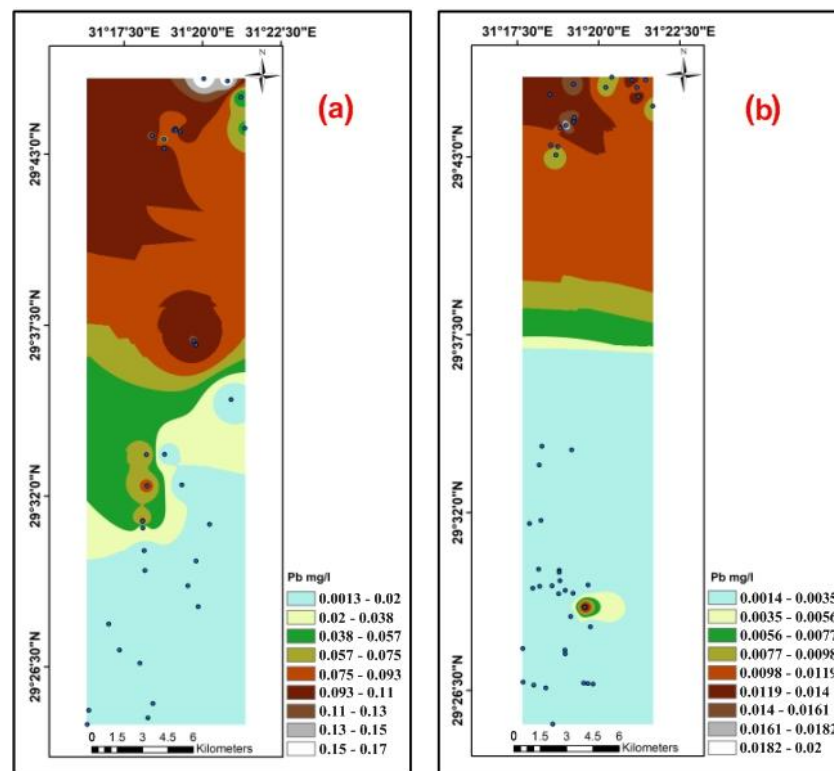 31°17'30"E 31°20'0"E 31°22'30"E
N
(a)
29°43'0"N
29°37'30"N
29°32'0"N
29°26'30"N
Pb mg/l
0.0013 - 0.02
0.02 - 0.038
0.038 - 0.057
0.057 - 0.075
0.075 - 0.093
0.093 - 0.11
0.11 - 0.13
0.13 - 0.15
0.15 - 0.17
0 1.5 3 4.5 6
Kilometers
31°17'30"E 31°20'0"E 31°22'30"E
N
(b)
29°43'0"N
29°37'30"N
29°32'0"N
29°26'30"N
Pb mg/l
0.0014 - 0.0035
0.0035 - 0.0056
0.0056 - 0.0077
0.0077 - 0.0098
0.0098 - 0.0119
0.0119 - 0.014
0.014 - 0.0161
0.0161 - 0.0182
0.0182 - 0.02
0 1.5 3 4.5 6
Kilometers